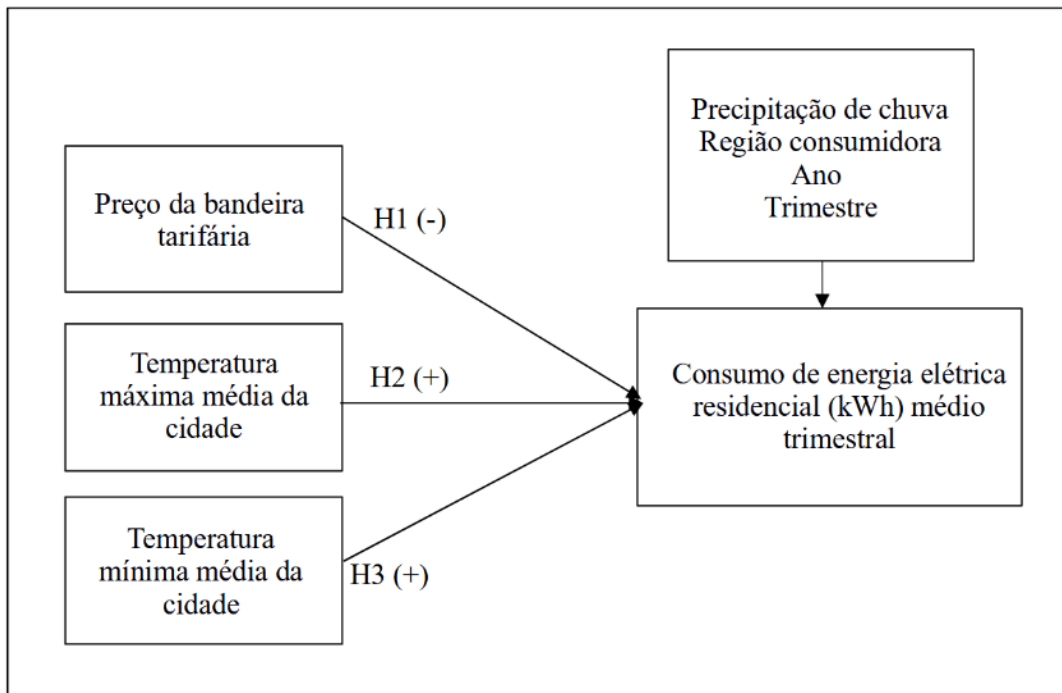 Precipitação de chuva
Região consumidora
Ano
Trimestre
Preço da bandeira
tarifária
H1 (-)
Temperatura
máxima média da
cidade
H2 (+)
Consumo de energia elétrica
residencial (kWh) médio
trimestral
Temperatura
mínima média da
cidade
H3 (+)